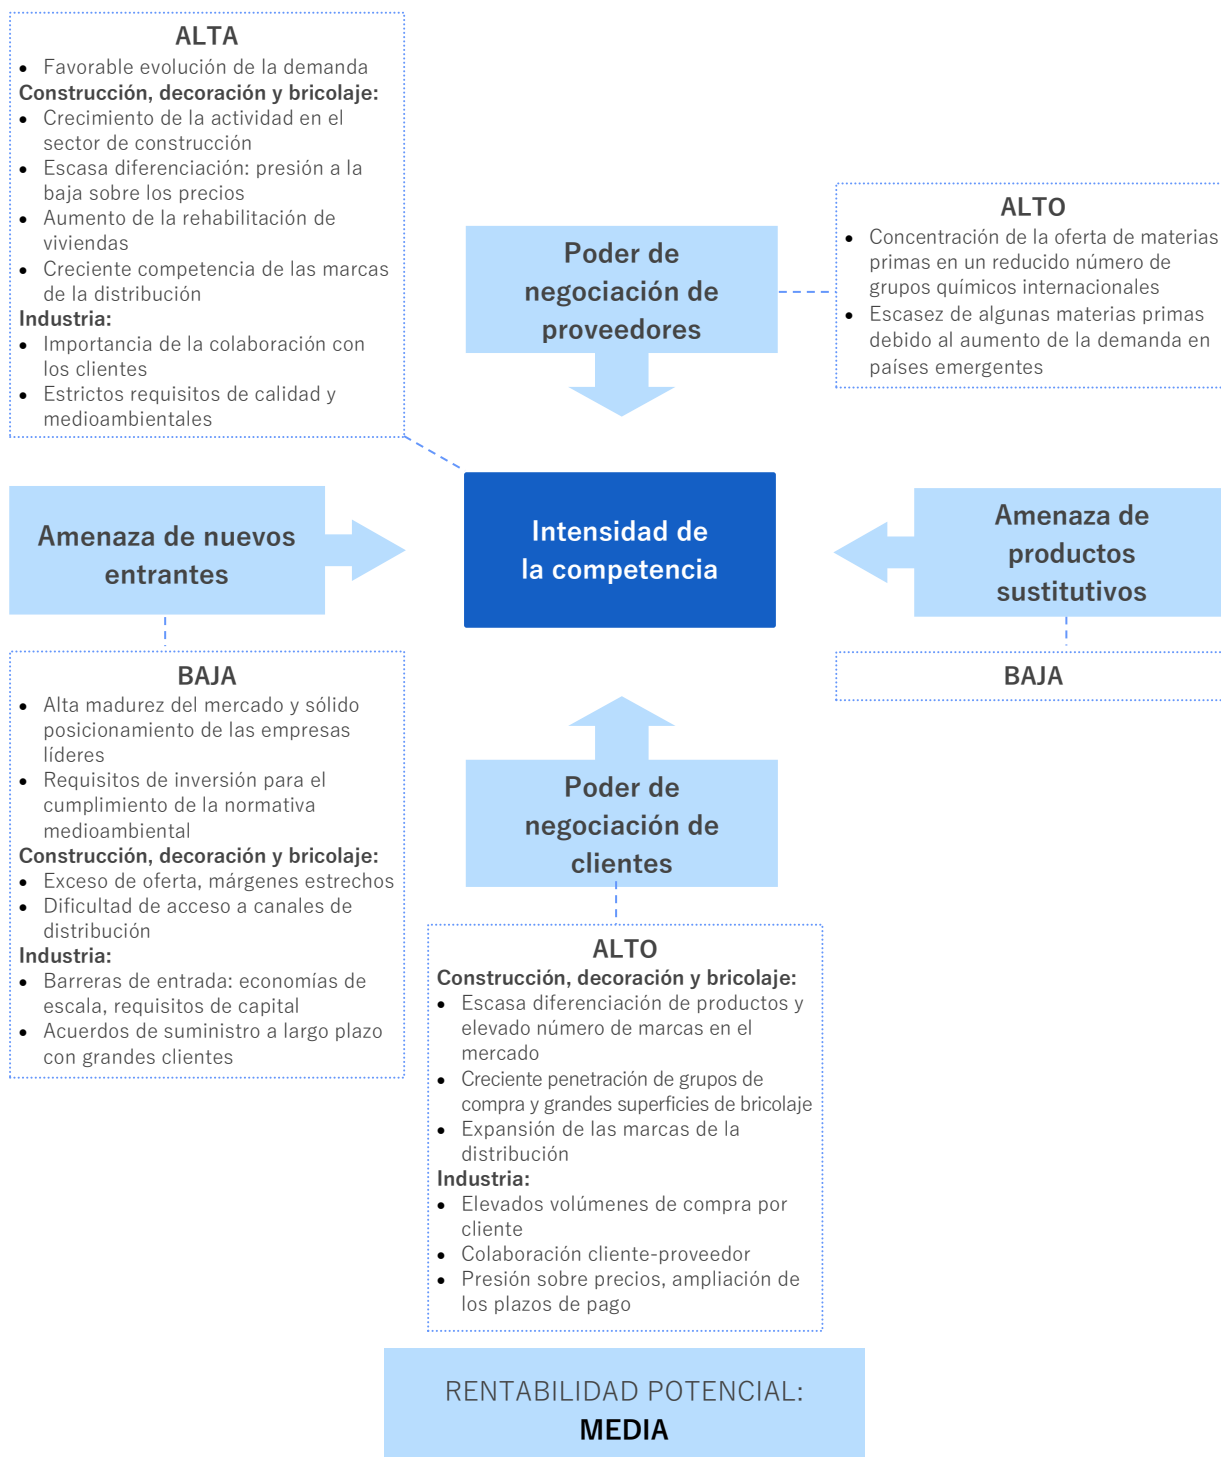 ALTA
• Favorable evolución de la demanda
Construcción, decoración y bricolaje:
• Crecimiento de la actividad en el
sector de construcción
• Escasa diferenciación: presión a la
baja sobre los precios
• Aumento de la rehabilitación de
viviendas
• Creciente competencia de las marcas
de la distribución
Industria:
• Importancia de la colaboración con
los clientes
• Estrictos requisitos de calidad y
medioambientales
Poder de
negociación de
proveedores
ALTO
• Concentración de la oferta de materias
primas en un reducido número de
grupos químicos internacionales
• Escasez de algunas materias primas
debido al aumento de la demanda en
países emergentes
Amenaza de nuevos
entrantes
Intensidad de
la competencia
Amenaza de
productos
sustitutivos
BAJA
• Alta madurez del mercado y sólido
posicionamiento de las empresas
líderes
• Requisitos de inversión para el
cumplimiento de la normativa
medioambiental
Construcción, decoración y bricolaje:
• Exceso de oferta, márgenes estrechos
• Dificultad de acceso a canales de
distribución
Industria:
• Barreras de entrada: economías de
escala, requisitos de capital
• Acuerdos de suministro a largo plazo
con grandes clientes
BAJA
Poder de
negociación de
clientes
ALTO
Construcción, decoración y bricolaje:
• Escasa diferenciación de productos y
elevado número de marcas en el
mercado
• Creciente penetración de grupos de
compra y grandes superficies de bricolaje
• Expansión de las marcas de la
distribución
Industria:
• Elevados volúmenes de compra por
cliente
• Colaboración cliente-proveedor
• Presión sobre precios, ampliación de
los plazos de pago
RENTABILIDAD POTENCIAL:
MEDIA